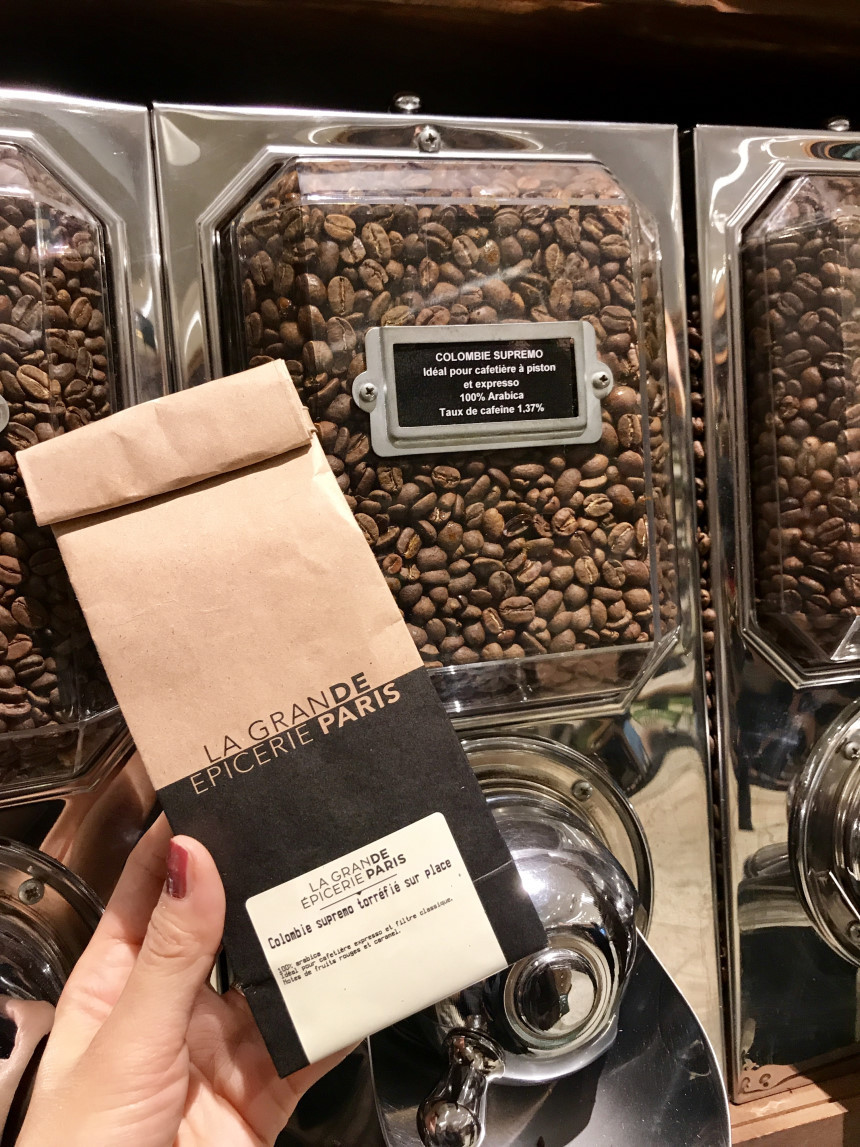 COLOMBIE SUPREMO
Idéal pour cafetière à piston
et expresso
100% Arabica
Taux de cafeine 1,37%
LA GRANDE
EPICERIE PARIS
LA GRANDE
ÉPICERIE PARIS
Colombie supremo torréfié sur place
100% arabica
Idéal pour cafetière expresso et filtre classique.
Notes de fruits rouges et caramel.